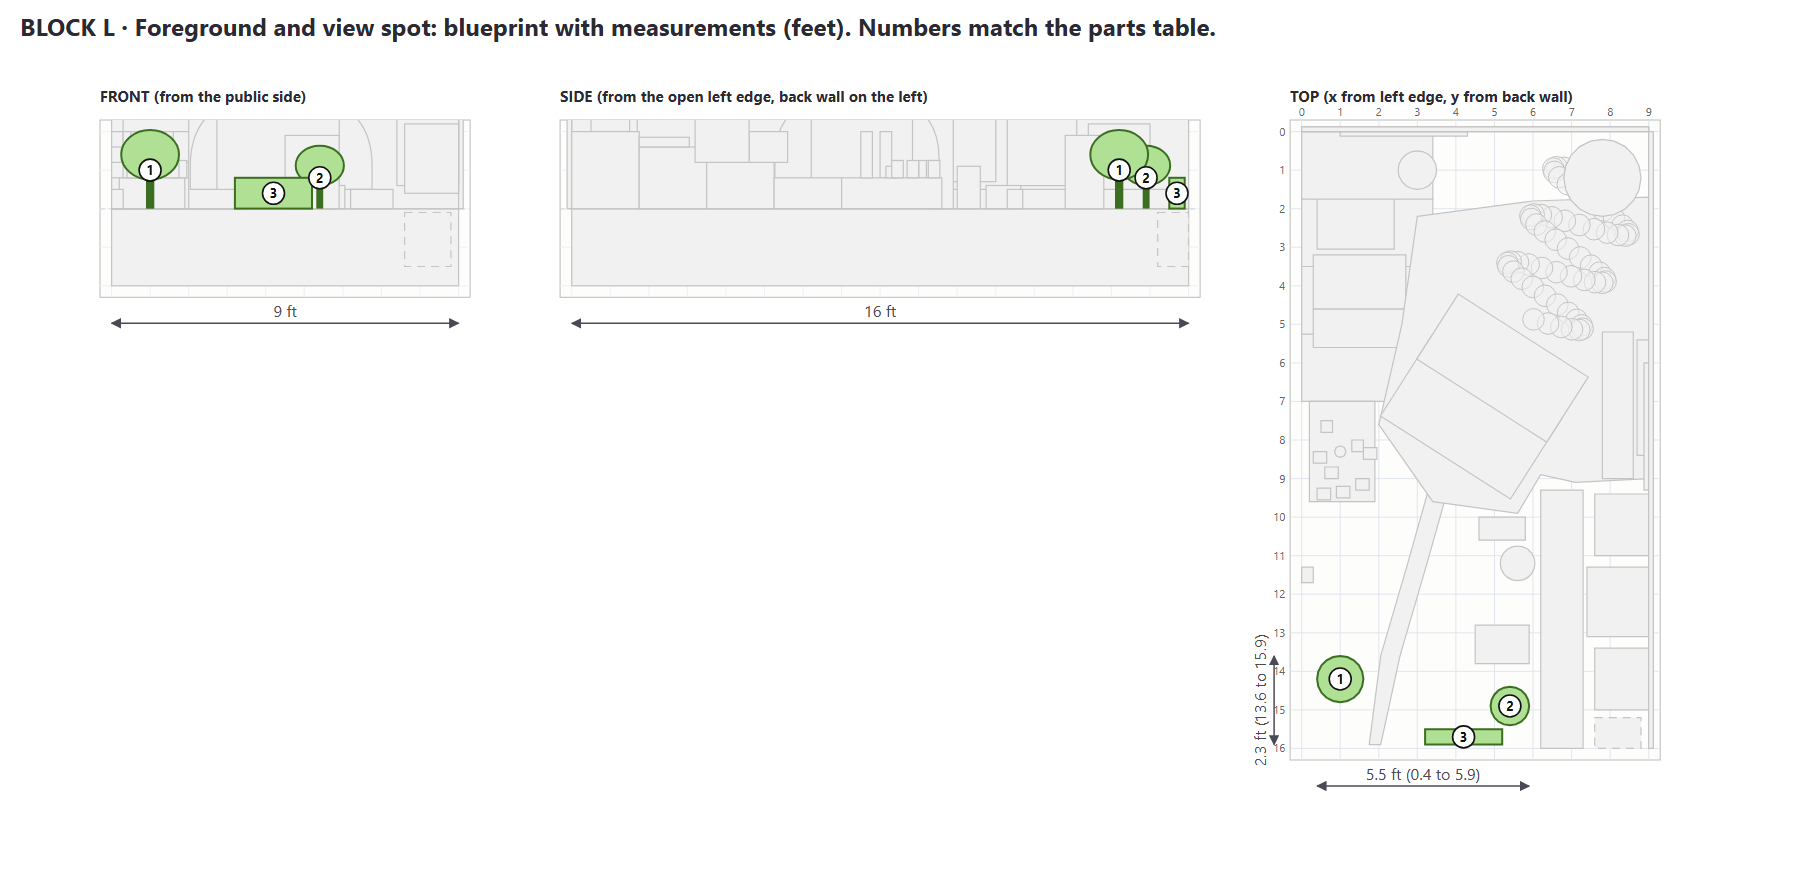 BLOCK L · Foreground and view spot: blueprint with measurements (feet). Numbers match the parts table.
FRONT (from the public side)
1
2
3
9 ft
SIDE (from the open left edge, back wall on the left)
1
2
3
16 ft
TOP (x from left edge, y from back wall)
0 1 2 3 4 5 6 7 8 9
0
1
2
3
4
5
6
7
8
9
10
11
12
13
14
15
16
1
2
3
2.3 ft (13.6 to 15.9)
5.5 ft (0.4 to 5.9)